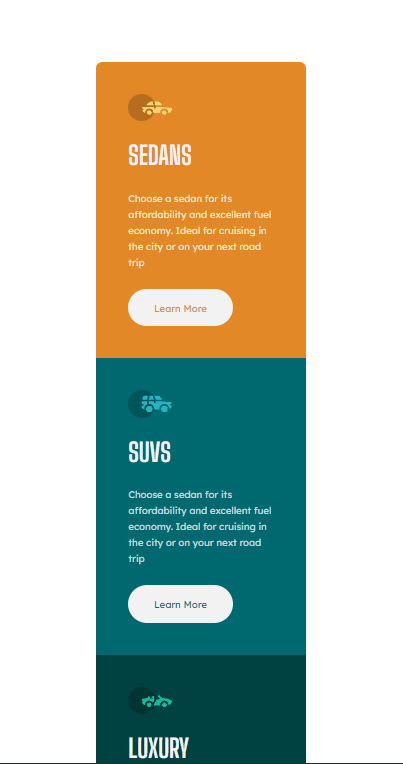 SEDANS
Choose a sedan for its
affordability and excellent fuel
economy. Ideal for cruising in
the city or on your next road
trip
Learn More
SUVS
Choose a sedan for its
affordability and excellent fuel
economy. Ideal for cruising in
the city or on your next road
trip
Learn More
LUXURY